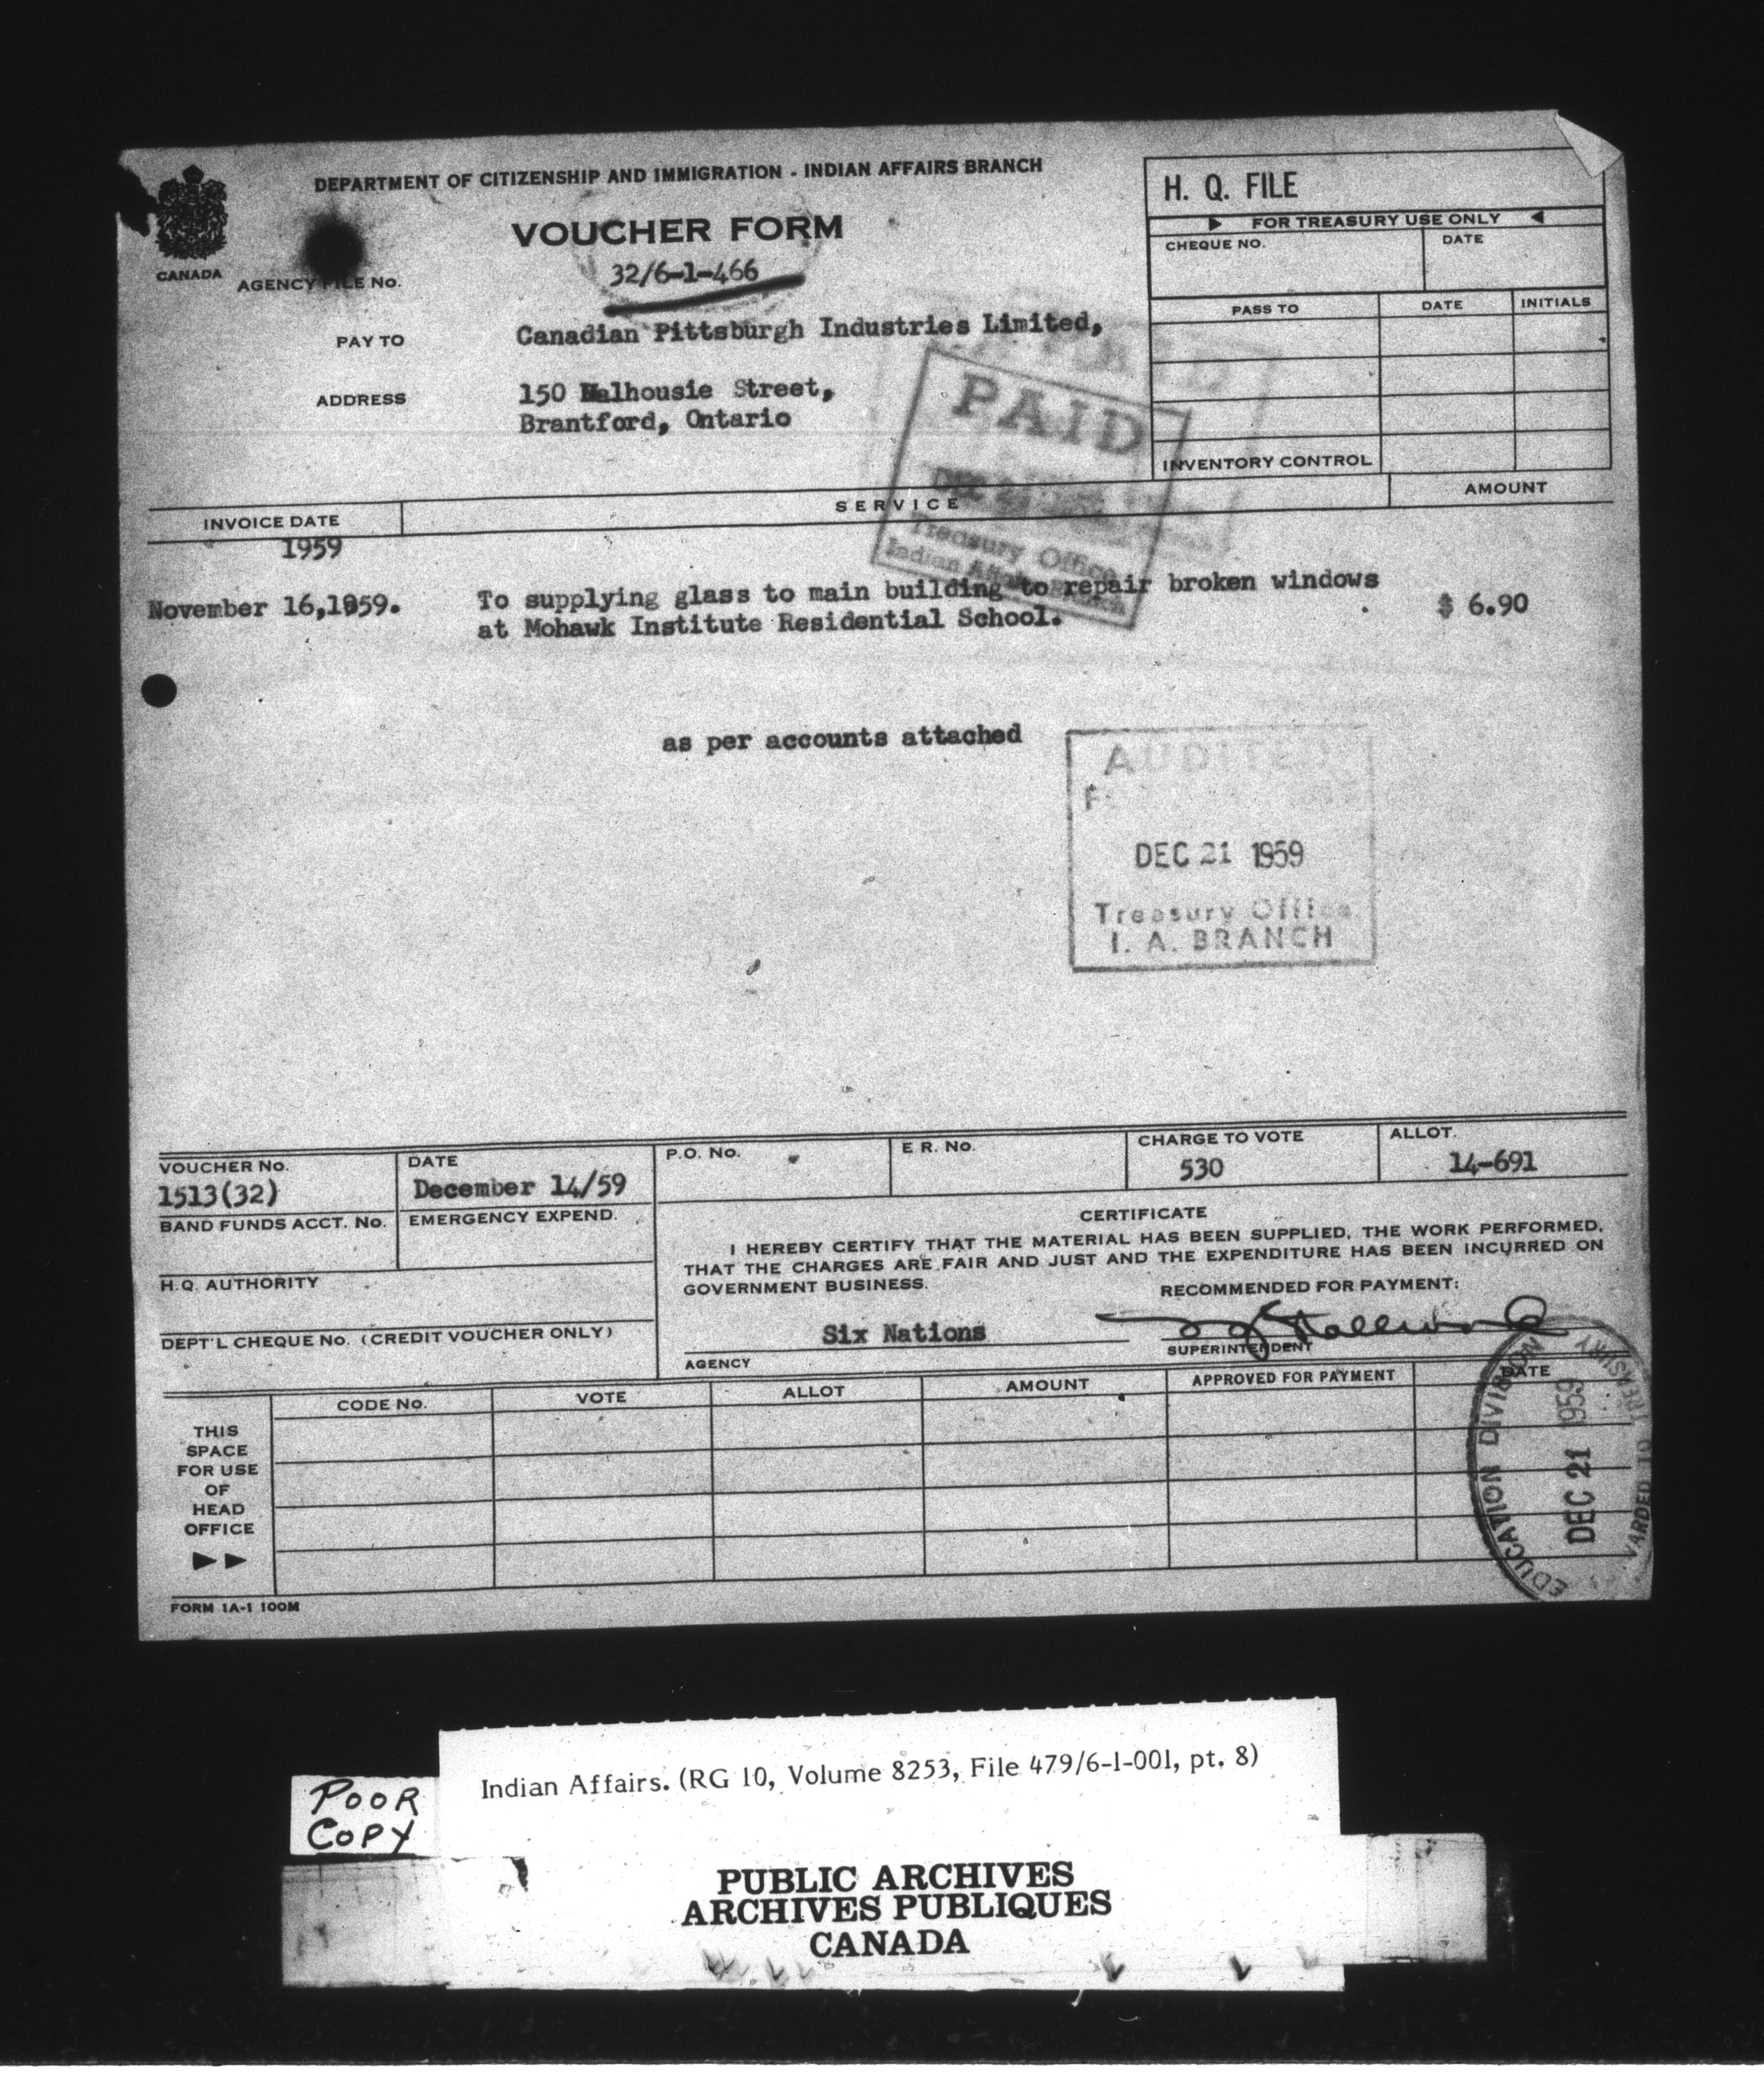 DEPARTMENT OF CITIZENSHIP AND IMMIGRATION - INDIAN AFFAIRS BRANCH
CANADA
VOUCHER FORM
AGENCY FILE No.
32/6-1-466
PAY TO
Canadian Pittsburgh Industries Limited,
ADDRESS
150 Dalhousie Street,
Brantford, Ontario
H. Q. FILE
FOR TREASURY USE ONLY
CHEQUE NO.
DATE
PASS TO
DATE
INITIALS
INVENTORY CONTROL
PAID
DEC
Treasury Office
Indian Affairs Branch
INVOICE DATE
SERVICE
AMOUNT
1959
November 16,1959.
To supplying glass to main building to repair broken windows
at Mohawk Institute Residential School.
$ 6.90
as per accounts attached
AUDITED
DEC 21 1959
Treasury Office
I. A. BRANCH
VOUCHER No.
1513(32)
DATE
December 14/59
P.O. No.
E R. No.
CHARGE TO VOTE
530
ALLOT.
14-691
BAND FUNDS ACCT. No.
EMERGENCY EXPEND.
H.Q. AUTHORITY
DEPT'L CHEQUE No. (CREDIT VOUCHER ONLY)
CERTIFICATE
I HEREBY CERTIFY THAT THE MATERIAL HAS BEEN SUPPLIED, THE WORK PERFORMED,
THAT THE CHARGES ARE FAIR AND JUST AND THE EXPENDITURE HAS BEEN INCURRED ON
GOVERNMENT BUSINESS.
RECOMMENDED FOR PAYMENT:
Six Nations
AGENCY
SUPERINTENDENT
THIS
SPACE
FOR USE
OF
HEAD
OFFICE
CODE No.
VOTE
ALLOT
AMOUNT
APPROVED FOR PAYMENT
DATE
EDUCATION DIVISION
DEC 21 1959
TREASURY
FORM 1A-1 100M
POOR
COPY
Indian Affairs. (RG 10, Volume 8253, File 479/6-1-001, pt. 8)
PUBLIC ARCHIVES
ARCHIVES PUBLIQUES
CANADA